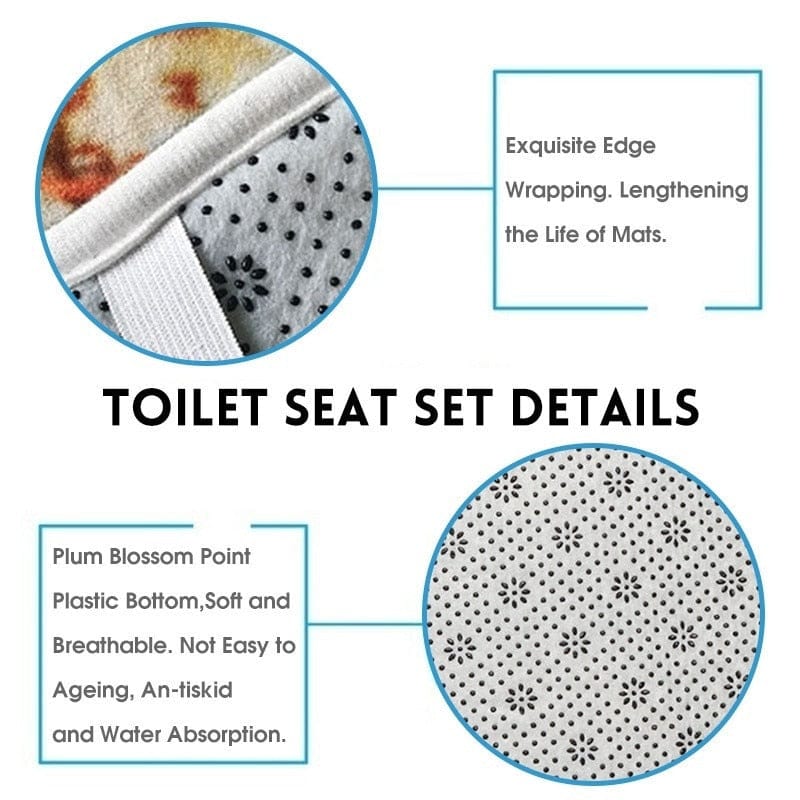 Exquisite Edge
Wrapping. Lengthening
the Life of Mats.
TOILET SEAT SET DETAILS
Plum Blossom Point
Plastic Bottom,Soft and
Breathable. Not Easy to
Ageing, An-tiskid
and Water Absorption.